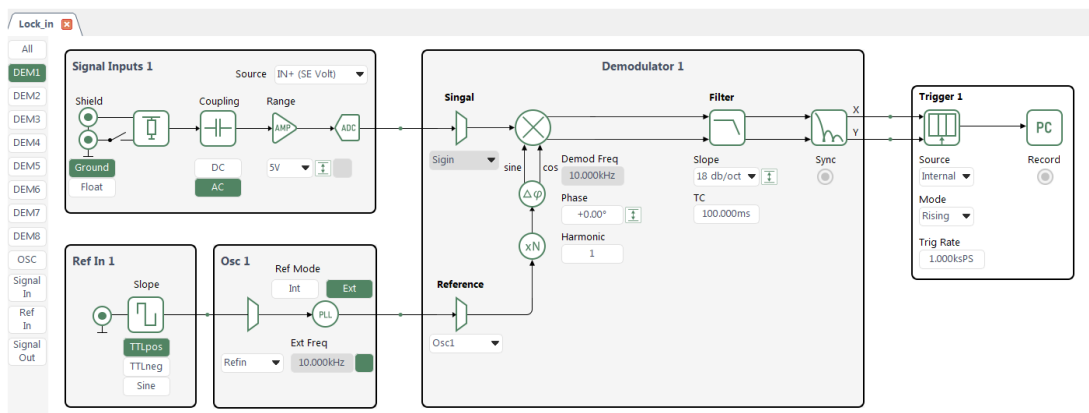 Lock_in
All
DEM1
DEM2
DEM3
DEM4
DEM5
DEM6
DEM7
DEM8
OSC
Signal
In
Ref
In
Signal
Out
Signal Inputs 1
Source IN+ (SE Volt)
Shield
Coupling
Range
AMP
ADC
Ground
Float
DC
AC
5V
Ref In 1
Slope
TTLpos
TTLneg
Sine
Osc 1
Ref Mode
Int
Ext
PLL
Ext Freq
Refin
10.000kHz
Demodulator 1
Singal
Sigin
sine
cos
Δφ
xN
Reference
Osc1
Demod Freq
10.000kHz
Phase
+0.00°
Harmonic
1
Filter
Slope
18 db/oct
TC
100.000ms
Sync
X
Y
Trigger 1
PC
Source
Internal
Mode
Rising
Trig Rate
1.000ksPS
Record